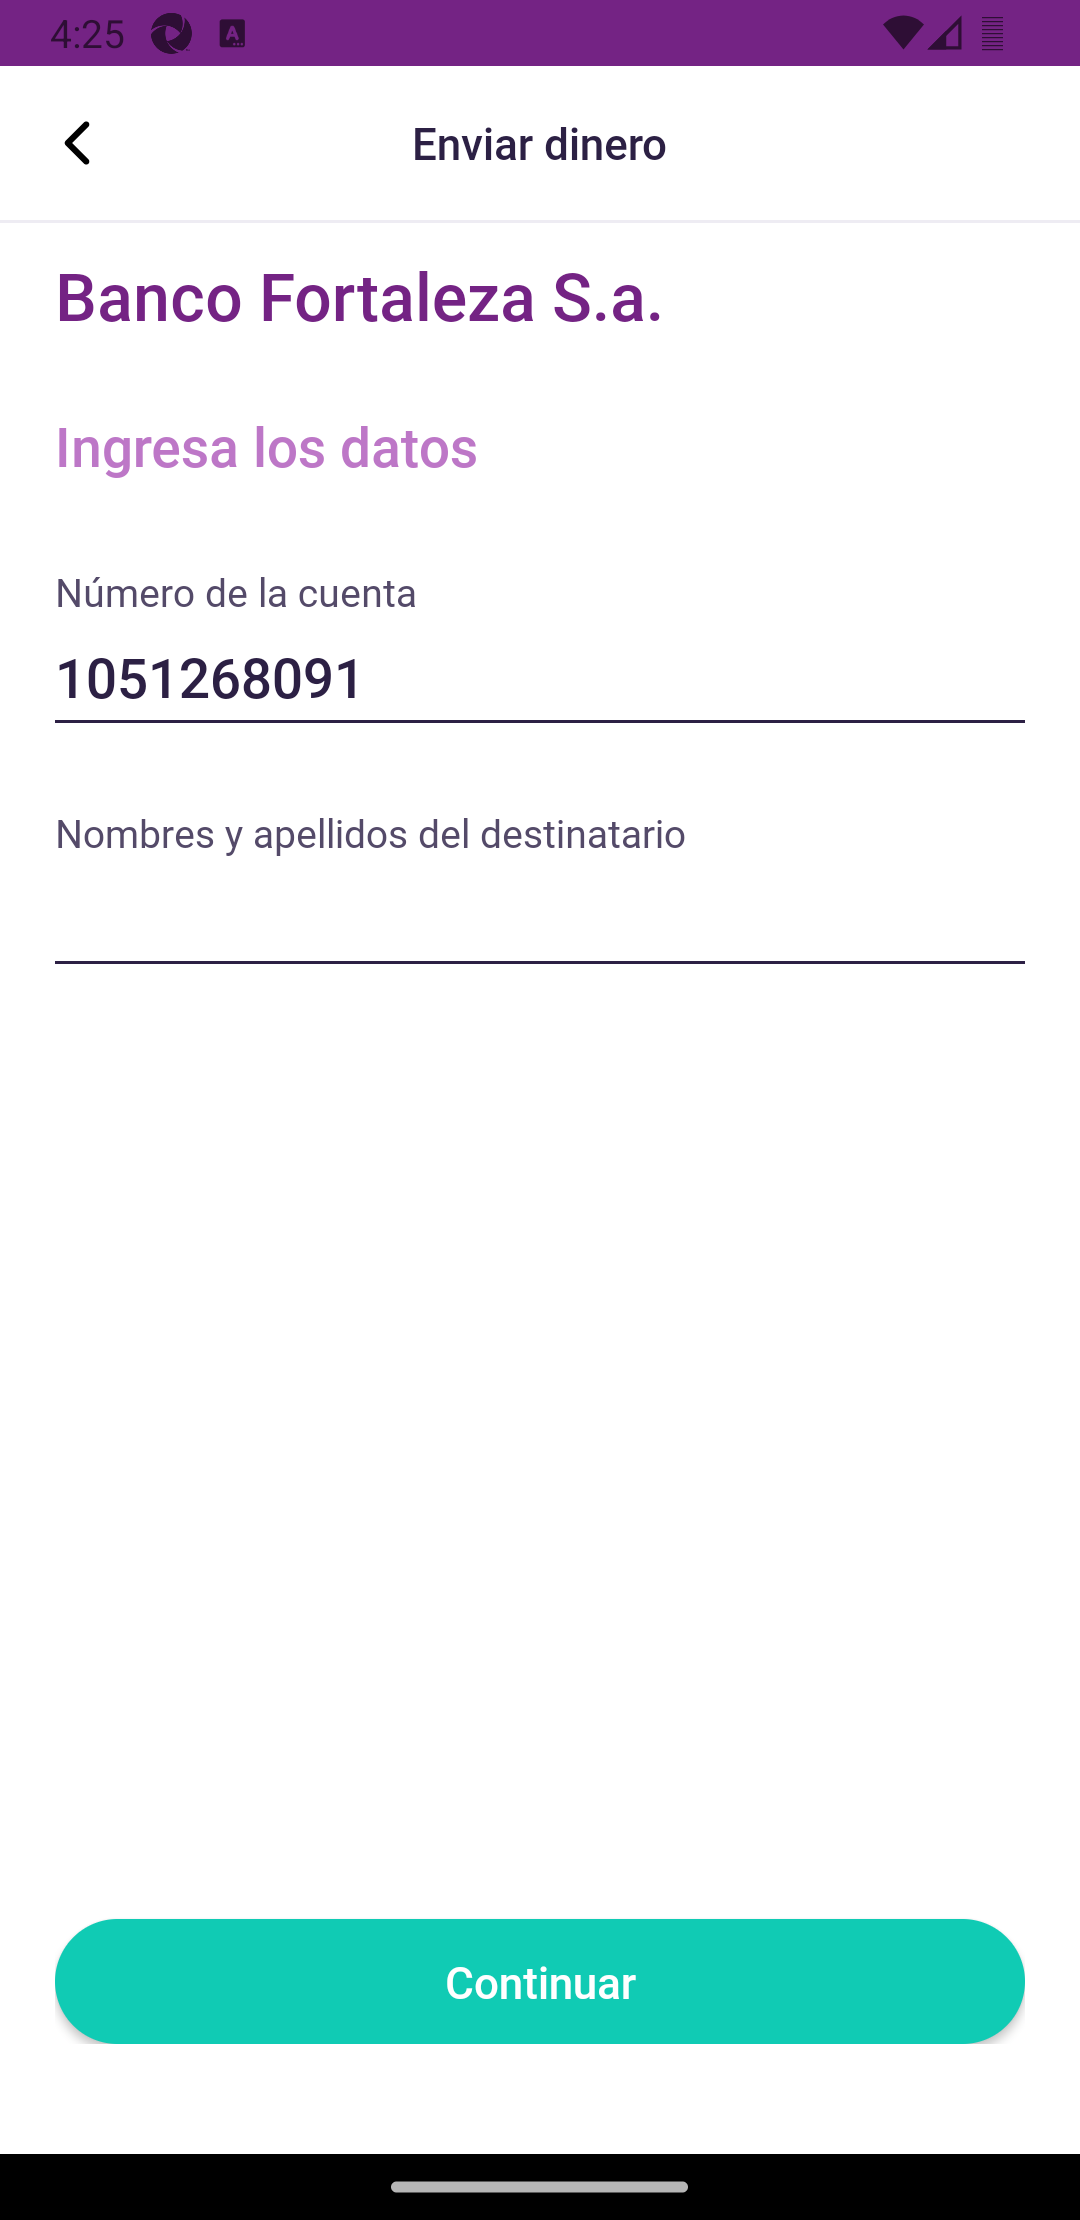 4:25
Enviar dinero
Banco Fortaleza S.a.
Ingresa los datos
Número de la cuenta
1051268091
Nombres y apellidos del destinatario
Continuar